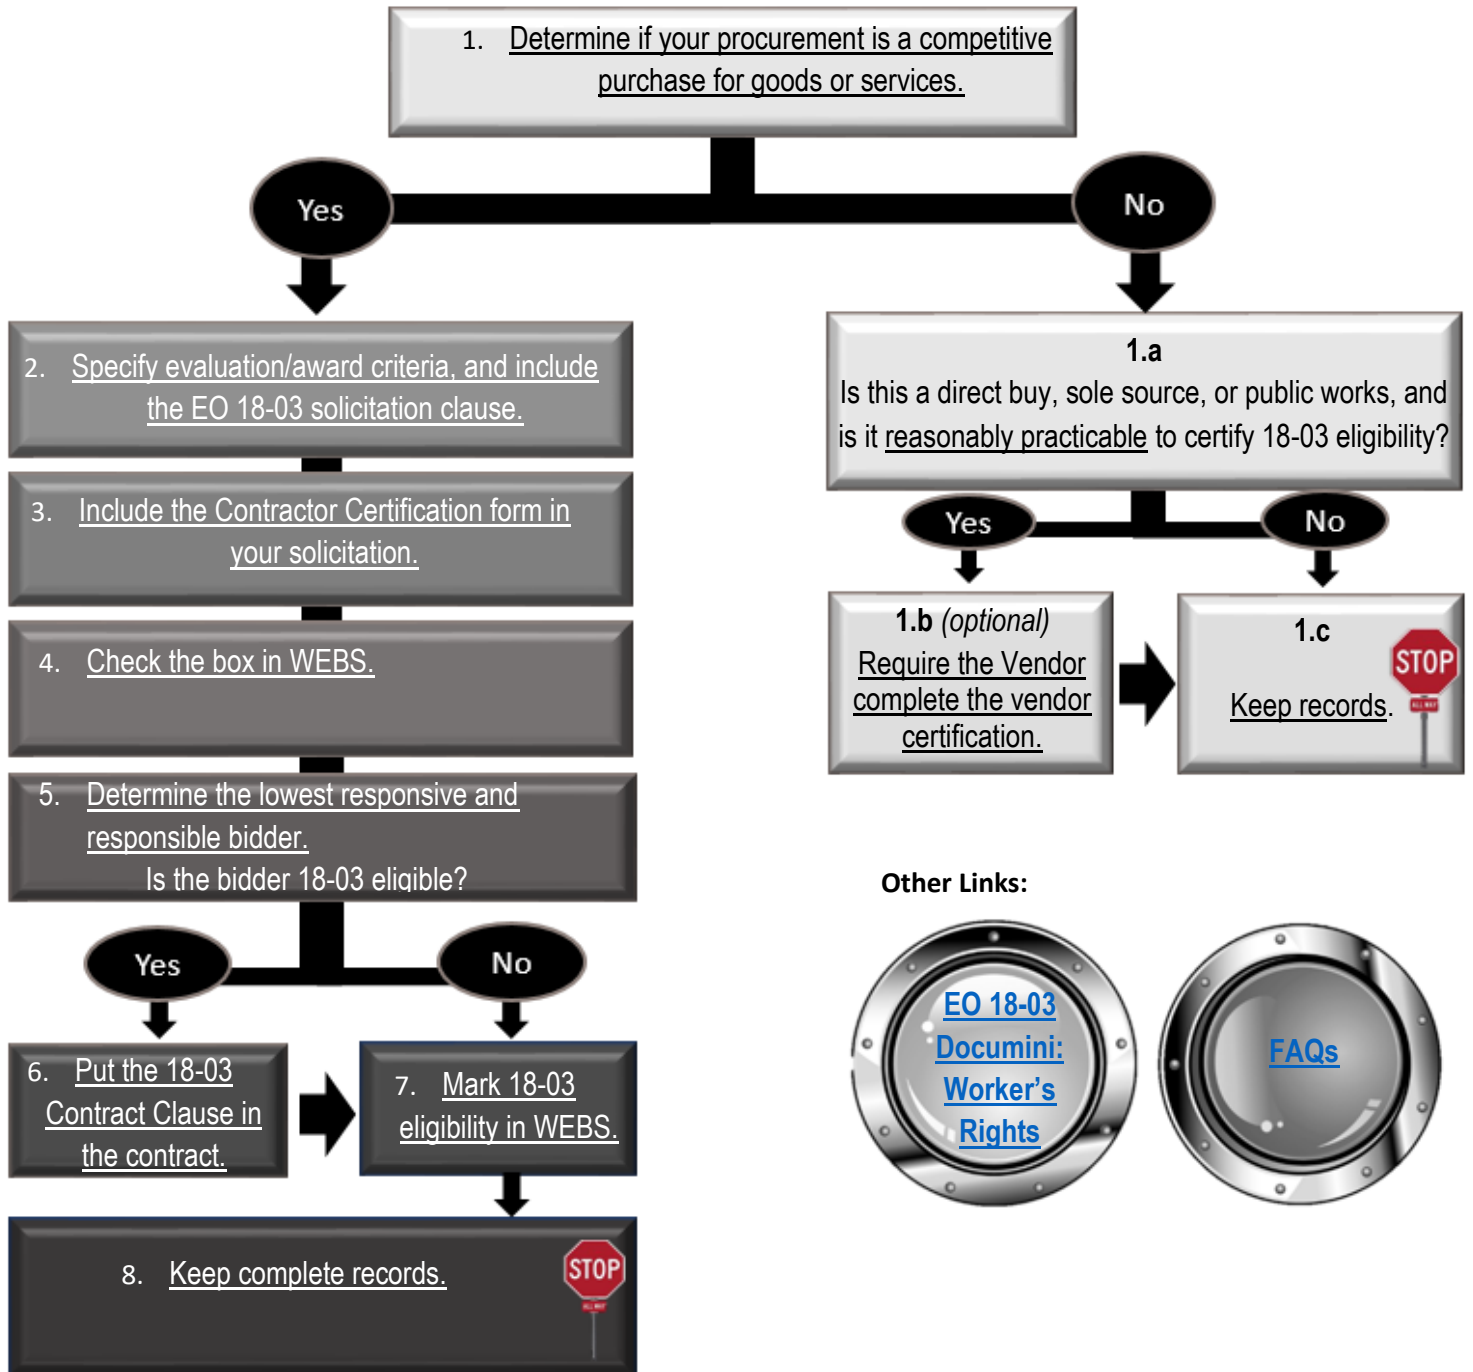 1. Determine if your procurement is a competitive
purchase for goods or services.
Yes
No
2. Specify evaluation/award criteria, and include
the EO 18-03 solicitation clause.
3. Include the Contractor Certification form in
your solicitation.
4. Check the box in WEBS.
5. Determine the lowest responsive and
responsible bidder.
Is the bidder 18-03 eligible?
Yes
No
6. Put the 18-03
Contract Clause in
the contract.
7. Mark 18-03
eligibility in WEBS.
8. Keep complete records.
STOP
ALL WAY
1.a
Is this a direct buy, sole source, or public works, and
is it reasonably practicable to certify 18-03 eligibility?
Yes
No
1.b (optional)
Require the Vendor
complete the vendor
certification.
1.c
Keep records.
STOP
ALL WAY
Other Links:
EO 18-03
Documini:
Worker's
Rights
FAQs